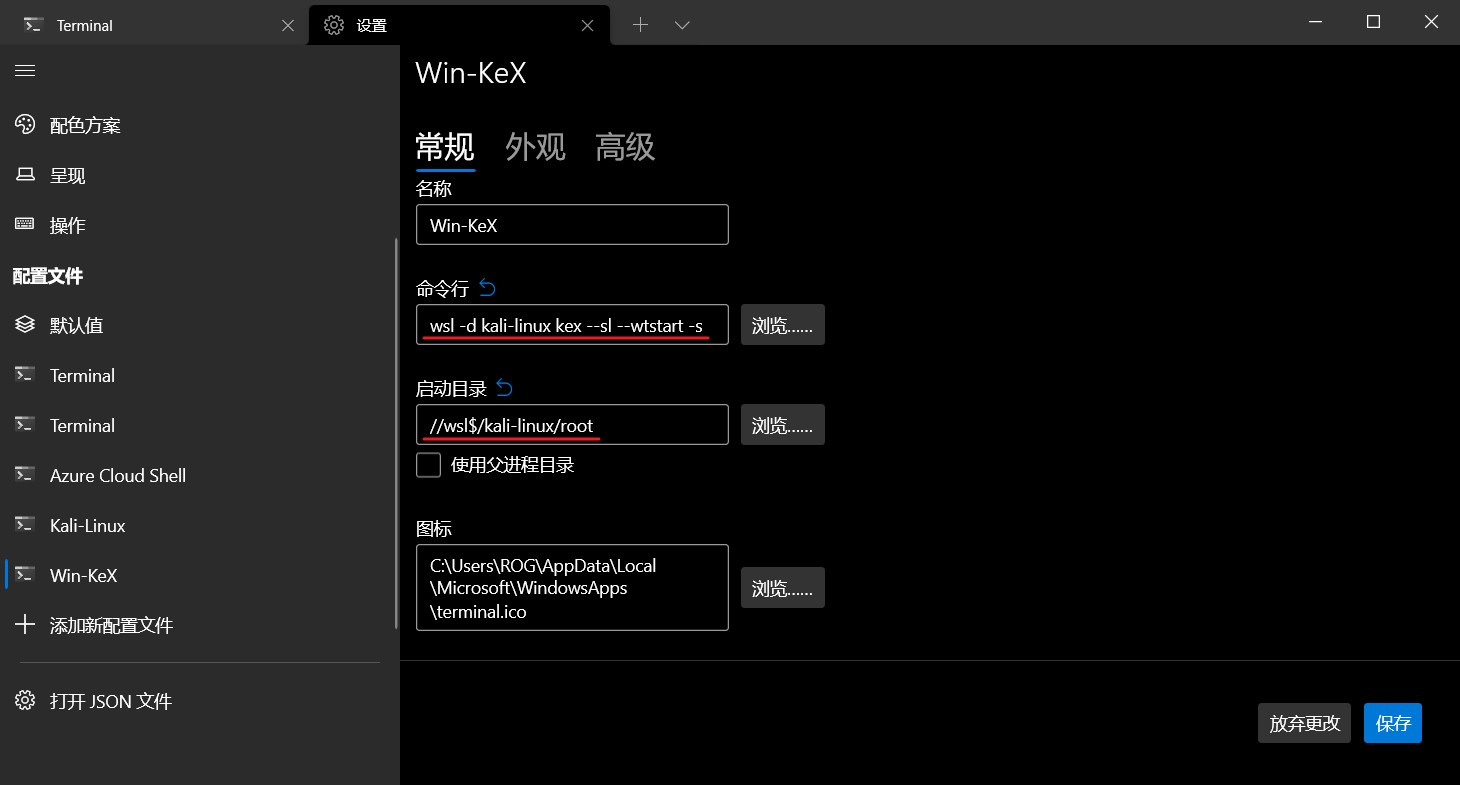 Terminal
设置
配色方案
呈现
操作
配置文件
默认值
Terminal
Terminal
Azure Cloud Shell
Kali-Linux
Win-KeX
添加新配置文件
打开 JSON 文件
Win-KeX
常规 外观 高级
名称
Win-KeX
命令行
wsl -d kali-linux kex --sl --wtstart -s
浏览......
启动目录
//wsl$/kali-linux/root
浏览......
使用父进程目录
图标
C:\Users\ROG\AppData\Local
\Microsoft\WindowsApps
\terminal.ico
浏览......
放弃更改
保存